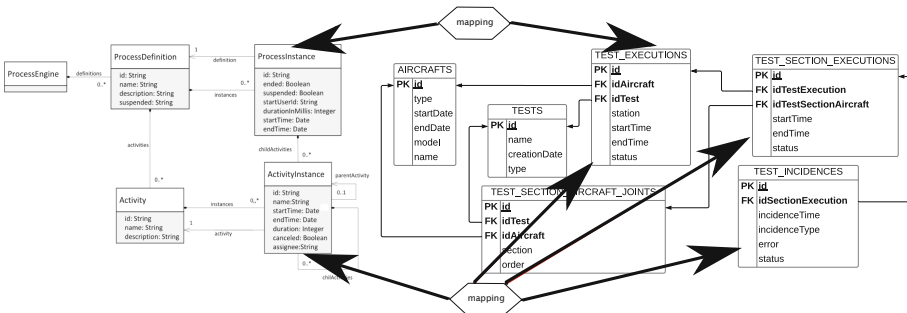 mapping
ProcessEngine
definitions
0..*
ProcessDefinition
id: String
name: String
description: String
suspended: String
1
definition
0..*
instances
ProcessInstance
id: String
ended: Boolean
suspended: Boolean
startUserId: String
durationInMillis: Integer
startTime: Date
endTime: Date
childActivities
0..*
activities
0..*
Activity
id: String
name: String
description: String
instances
0..*
1
activity
ActivityInstance
id: String
name:String
startTime: Date
endTime: Date
duration: Integer
canceled: Boolean
assignee:String
parentActivity
0..1
0..*
childActivities
AIRCRAFTS
PK id
type
startDate
endDate
model
name
TESTS
PK id
name
creationDate
type
TEST_EXECUTIONS
PK id
FK idAircraft
FK idTest
station
startTime
endTime
status
TEST_SECTION_EXECUTIONS
PK id
FK idTestExecution
FK idTestSectionAircraft
startTime
endTime
status
TEST_SECTION_AIRCRAFT_JOINTS
PK id
FK idTest
FK idAircraft
section
order
TEST_INCIDENCES
PK id
FK idSectionExecution
incidenceTime
incidenceType
error
status
mapping